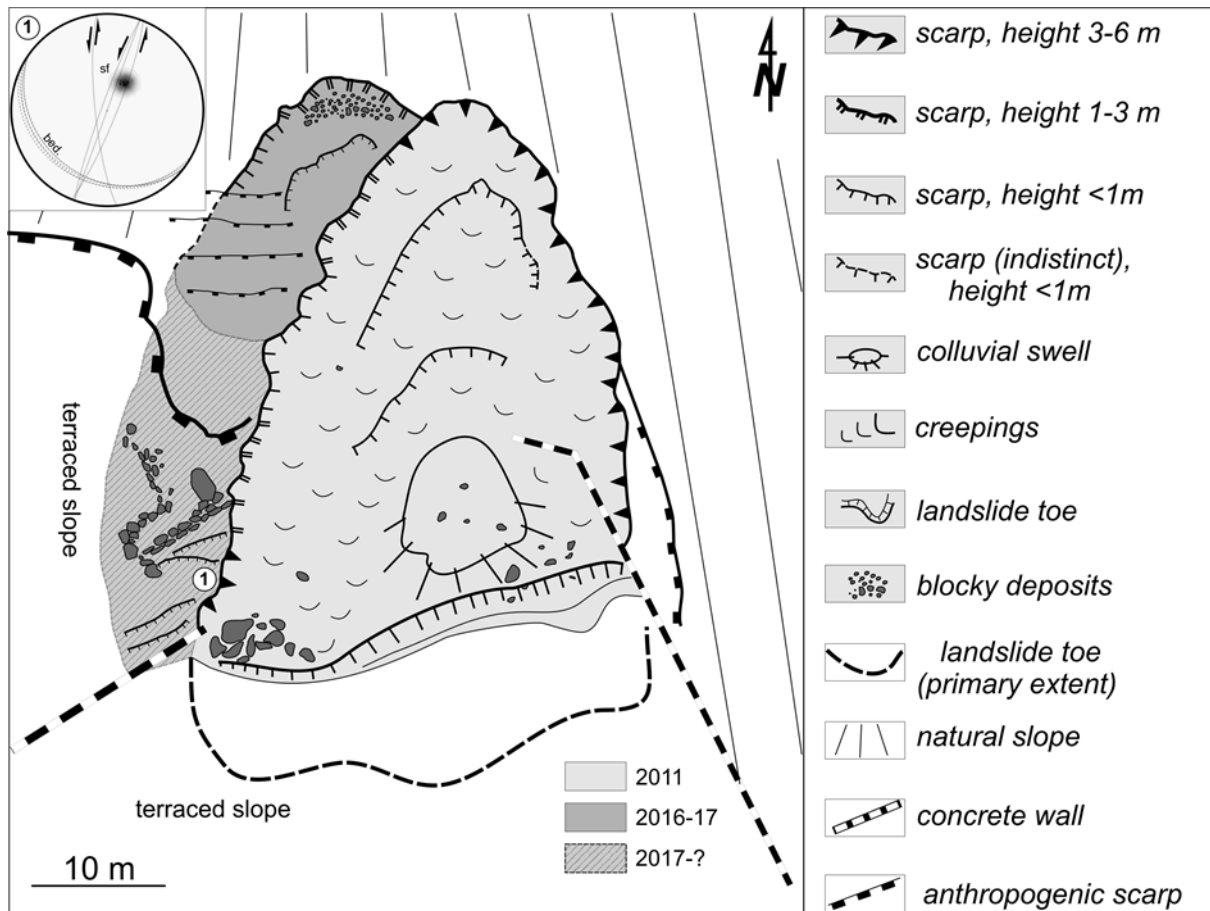 1
sf
bed.
N
terraced slope
1
terraced slope
10 m
2011
2016-17
2017-?
scarp, height 3-6 m
scarp, height 1-3 m
scarp, height <1m
scarp (indistinct),
height <1m
colluvial swell
creepings
landslide toe
blocky deposits
landslide toe
(primary extent)
natural slope
concrete wall
anthropogenic scarp